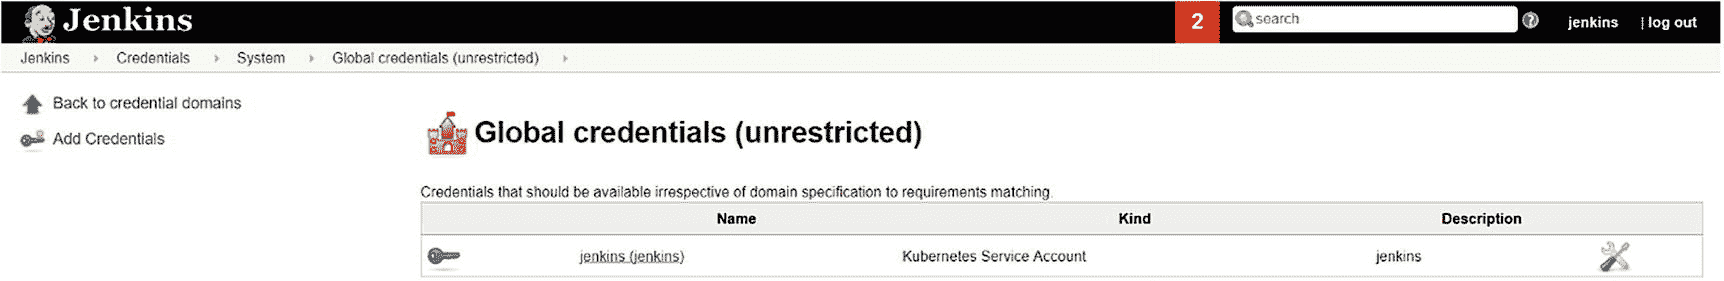 Jenkins 2 search ? jenkins | log out
Jenkins Credentials System Global credentials (unrestricted)
Back to credential domains
Add Credentials
Global credentials (unrestricted)
Credentials that should be available irrespective of domain specification to requirements matching.
Name Kind Description
jenkins (jenkins) Kubernetes Service Account jenkins